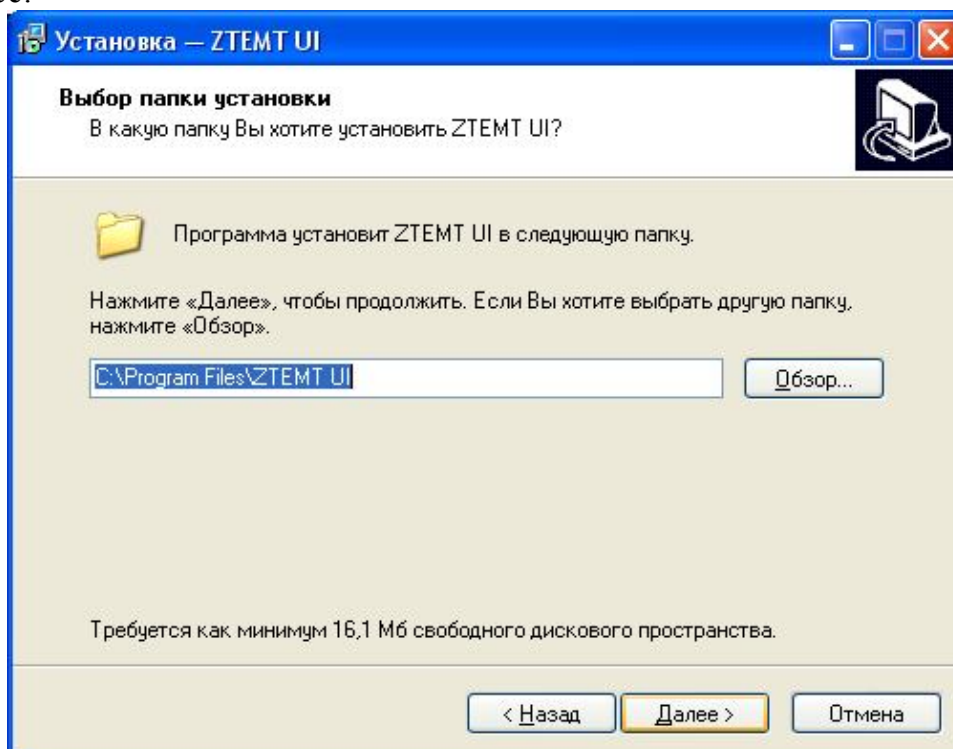 Установка — ZTEMT UI
Выбор папки установки
В какую папку Вы хотите установить ZTEMT UI?
Программа установит ZTEMT UI в следующую папку.
Нажмите «Далее», чтобы продолжить. Если Вы хотите выбрать другую папку,
нажмите «Обзор».
C:\Program Files\ZTEMT UI
Обзор...
Требуется как минимум 16,1 Мб свободного дискового пространства.
< Назад
Далее >
Отмена